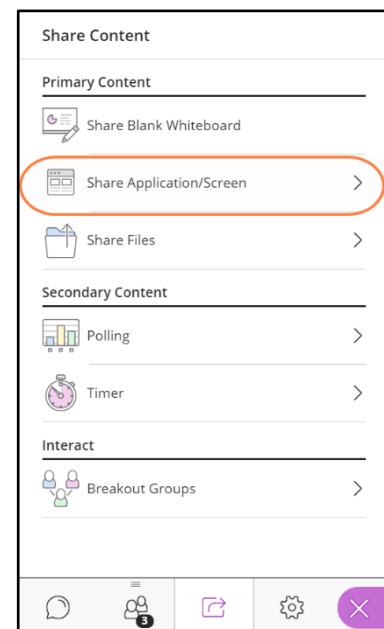 Share Content
Primary Content
Share Blank Whiteboard
Share Application/Screen
Share Files
Secondary Content
Polling
Timer
Interact
Breakout Groups
3